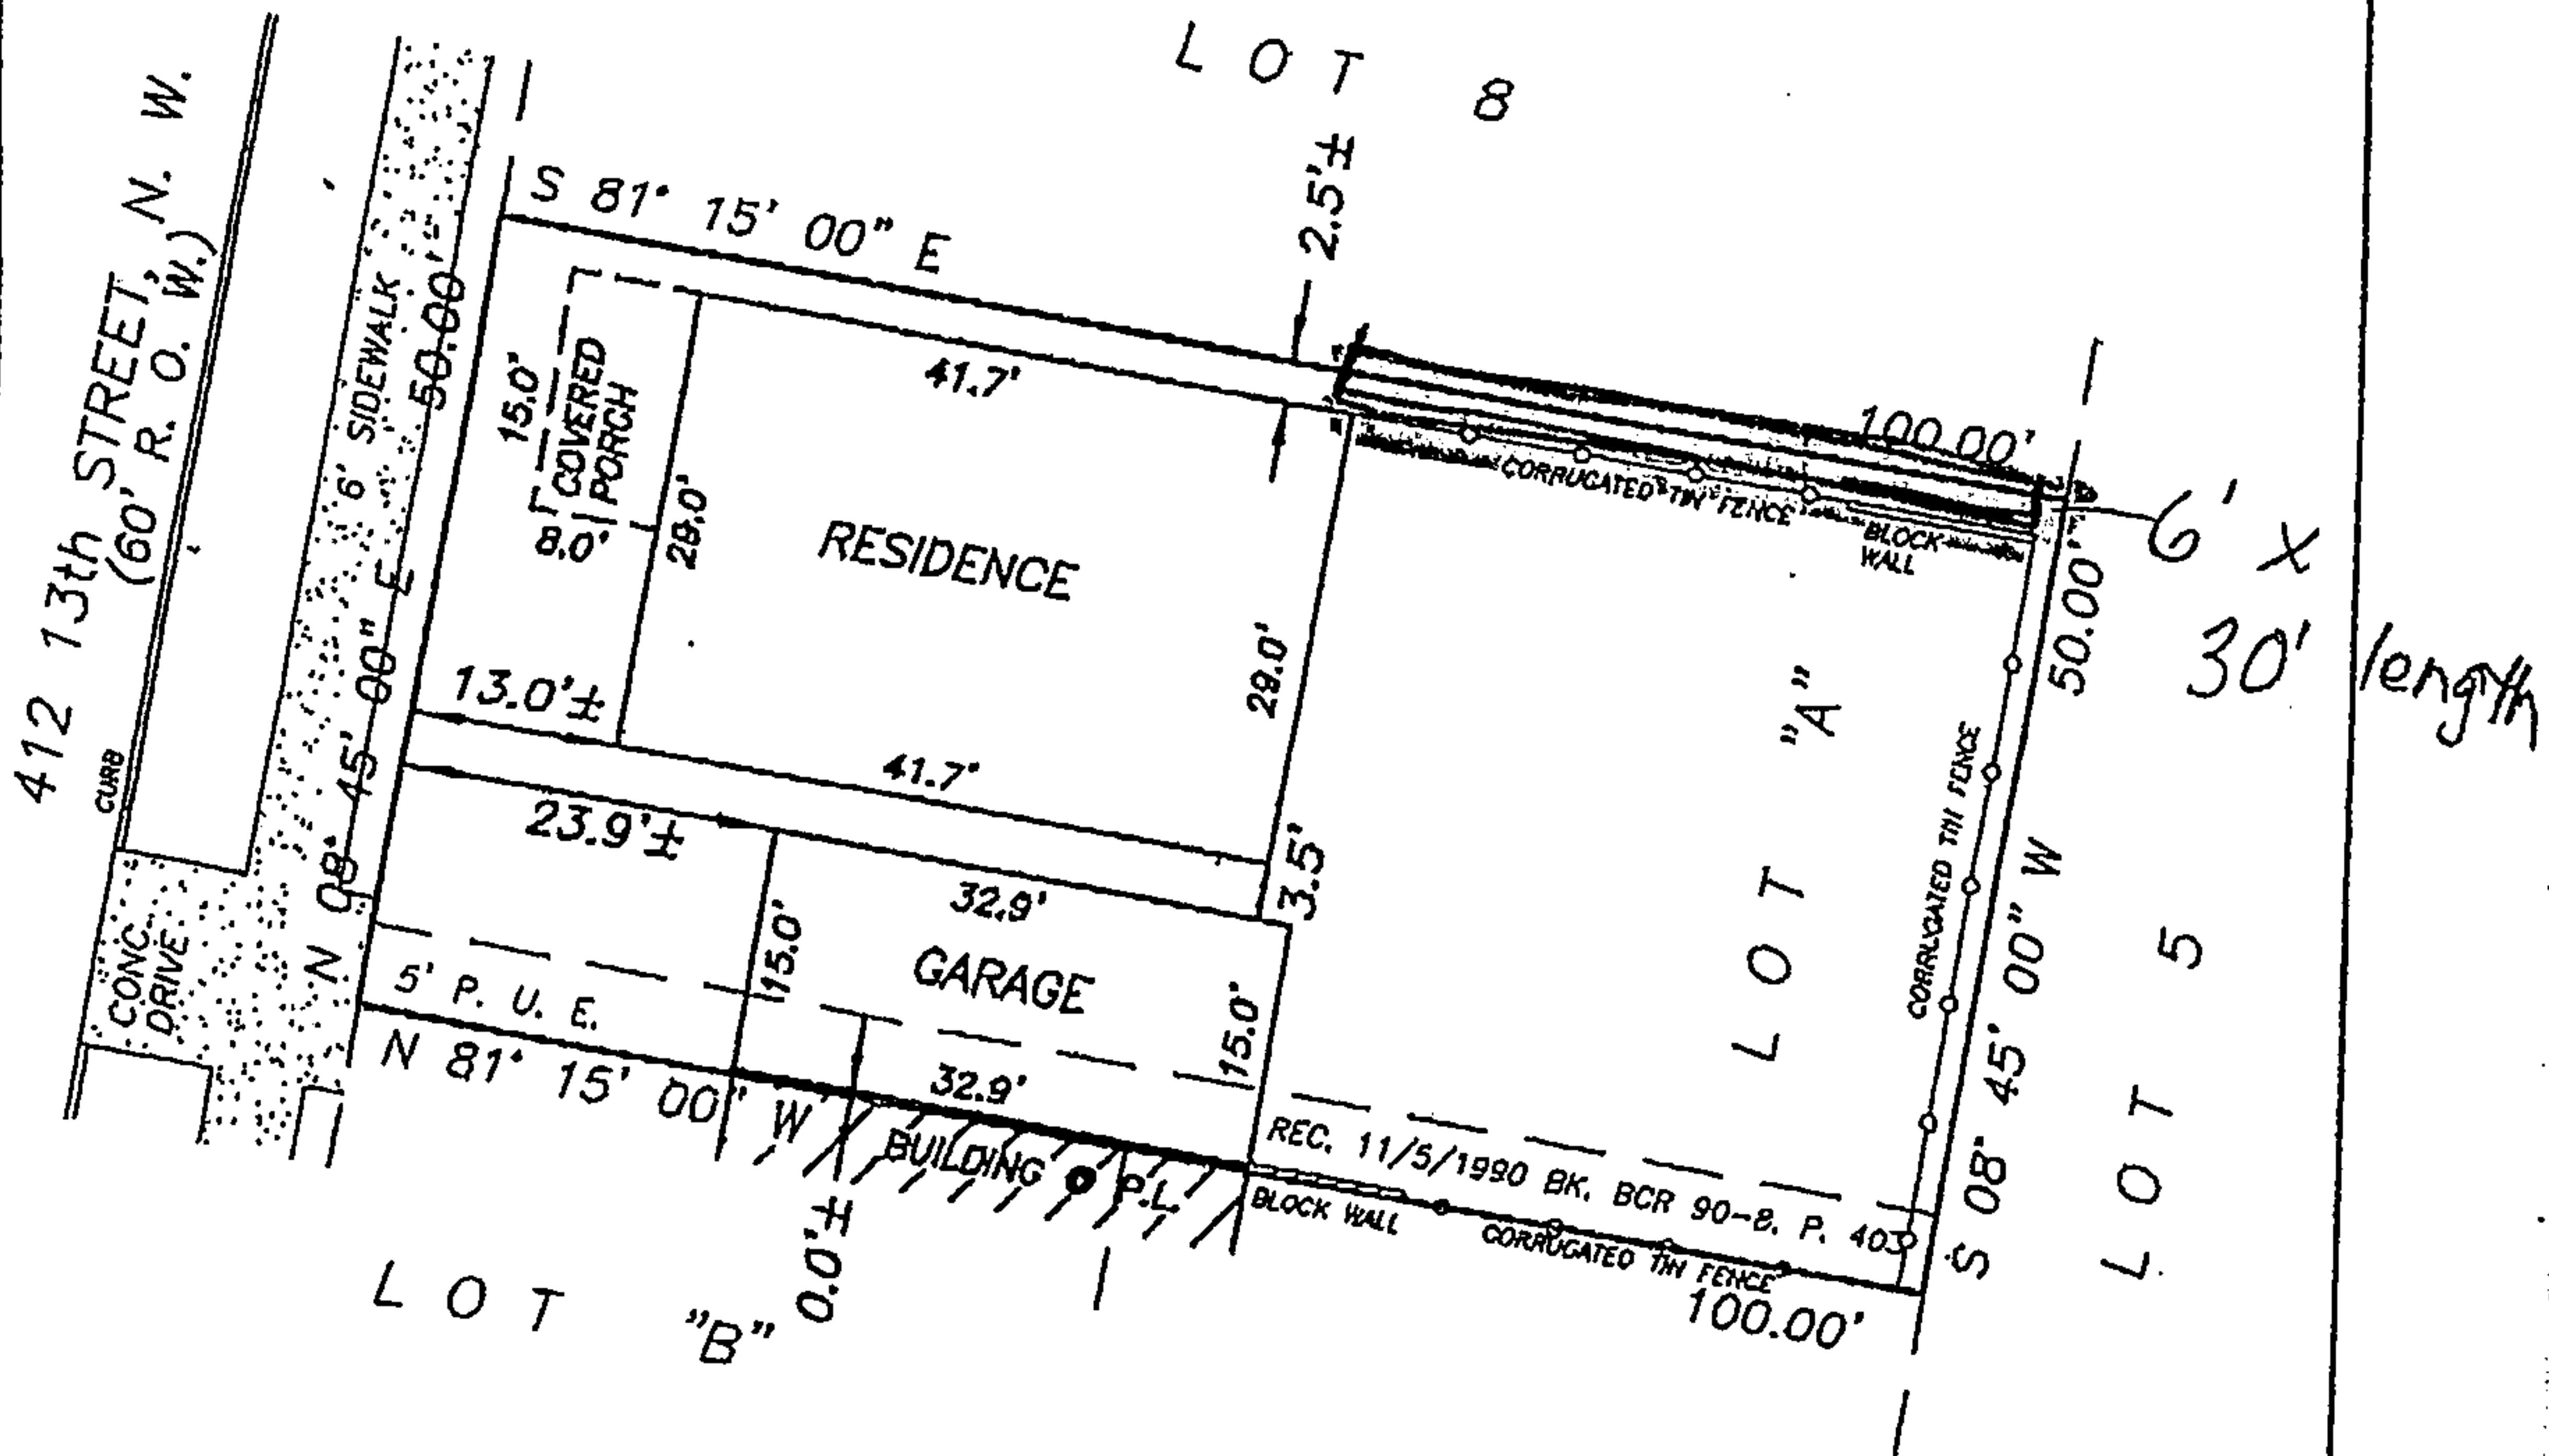 LOT 8
2.5'±
S 81° 15' 00" E
100.00'
412 13th STREET, N. W.
(60' R. O. W.)
6' SIDEWALK
50.00'
N 08° 45' 00" E
CURB
CONC.
DRIVE
15.0'
COVERED
PORCH
8.0'
29.0'
41.7'
RESIDENCE
29.0'
41.7'
13.0'±
23.9'±
3.5'
CORRUGATED TIN FENCE
BLOCK
WALL
6' x
30' length
50.00'
S 08° 45' 00" W
CORRUGATED TIN FENCE
LOT "A"
LOT 5
32.9'
15.0'
GARAGE
15.0'
32.9'
5' P. U. E.
N 81° 15' 00" W
BUILDING P.L.
0.0'±
REC. 11/5/1990 BK. BCR 90-8. P. 403
BLOCK WALL
CORRUGATED TIN FENCE
100.00'
LOT "B"